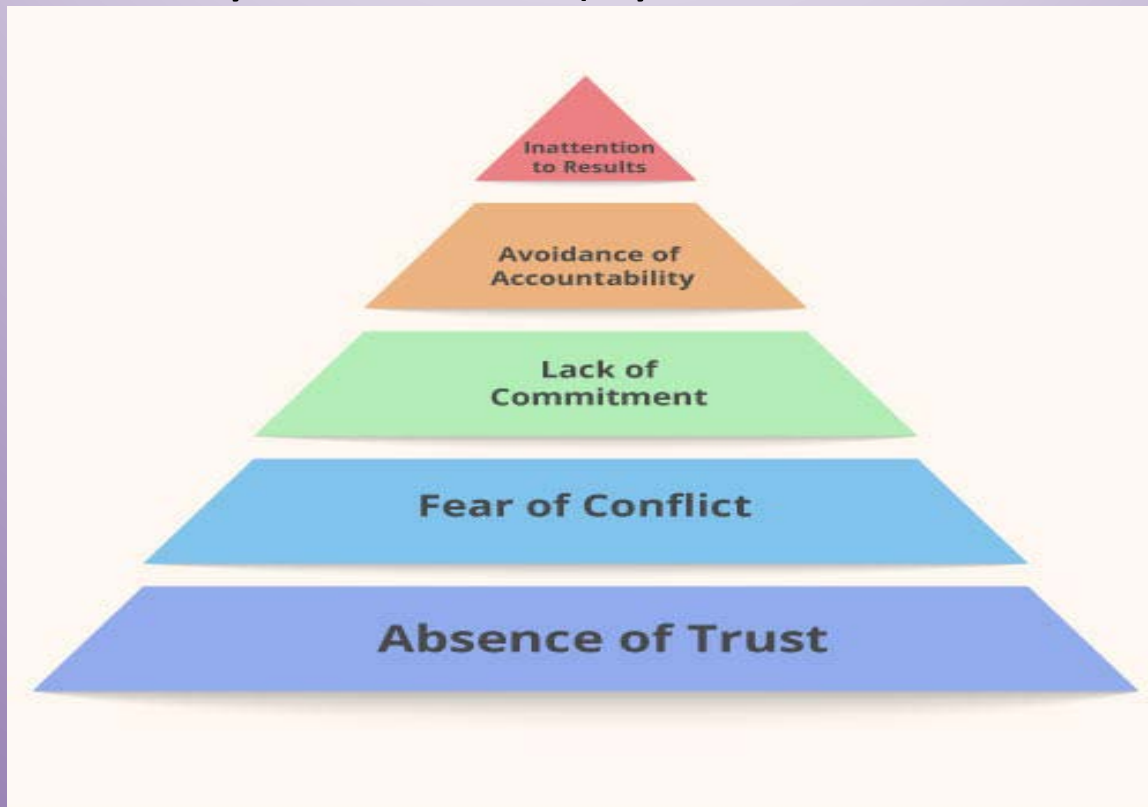 Inattention
to Results
Avoidance of
Accountability
Lack of
Commitment
Fear of Conflict
Absence of Trust